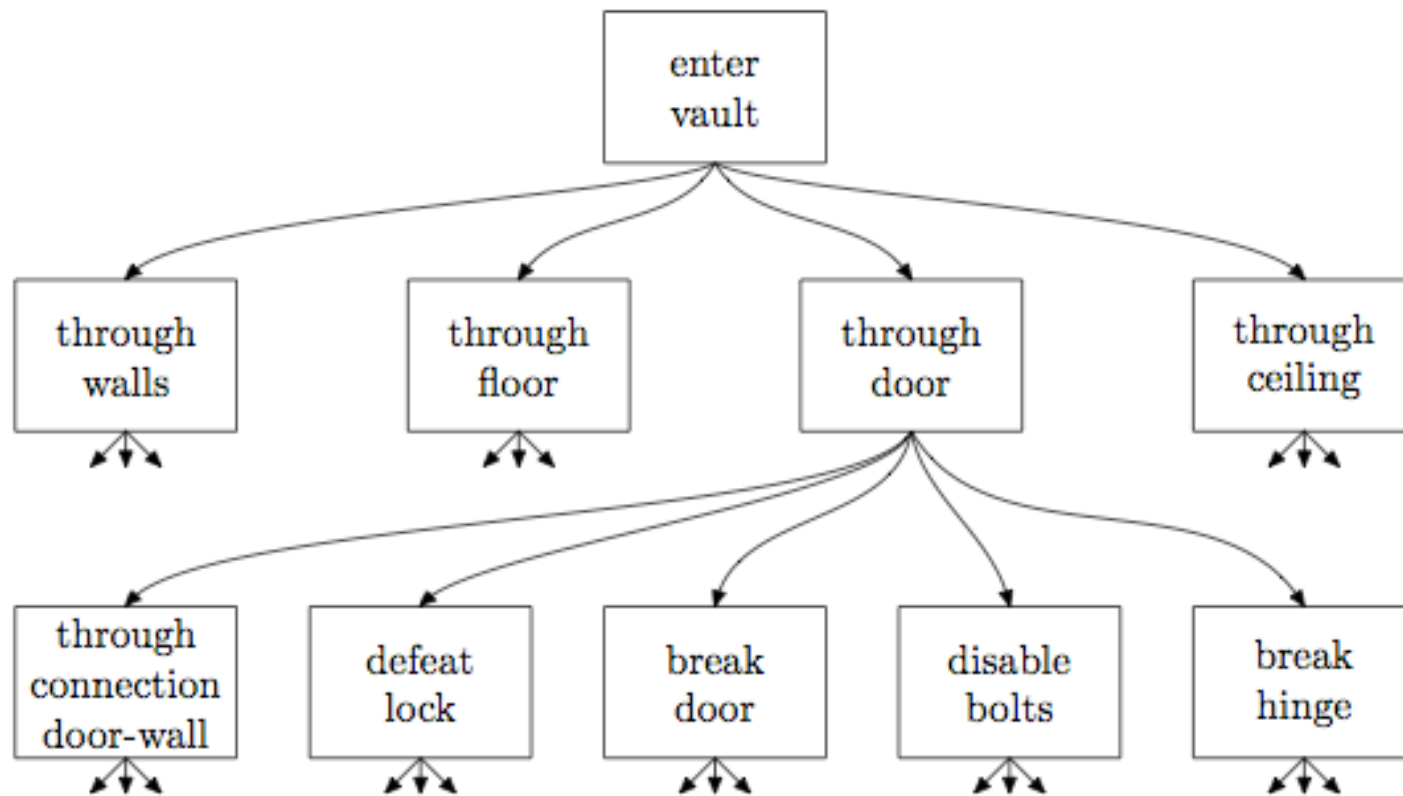 enter
vault
through
walls
through
floor
through
door
through
ceiling
through
connection
door-wall
defeat
lock
break
door
disable
bolts
break
hinge